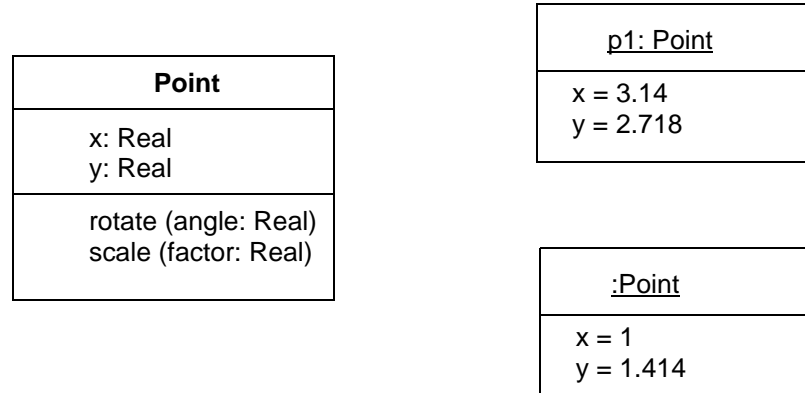 Point
x: Real
y: Real
rotate (angle: Real)
scale (factor: Real)
p1: Point
x = 3.14
y = 2.718
:Point
x = 1
y = 1.414